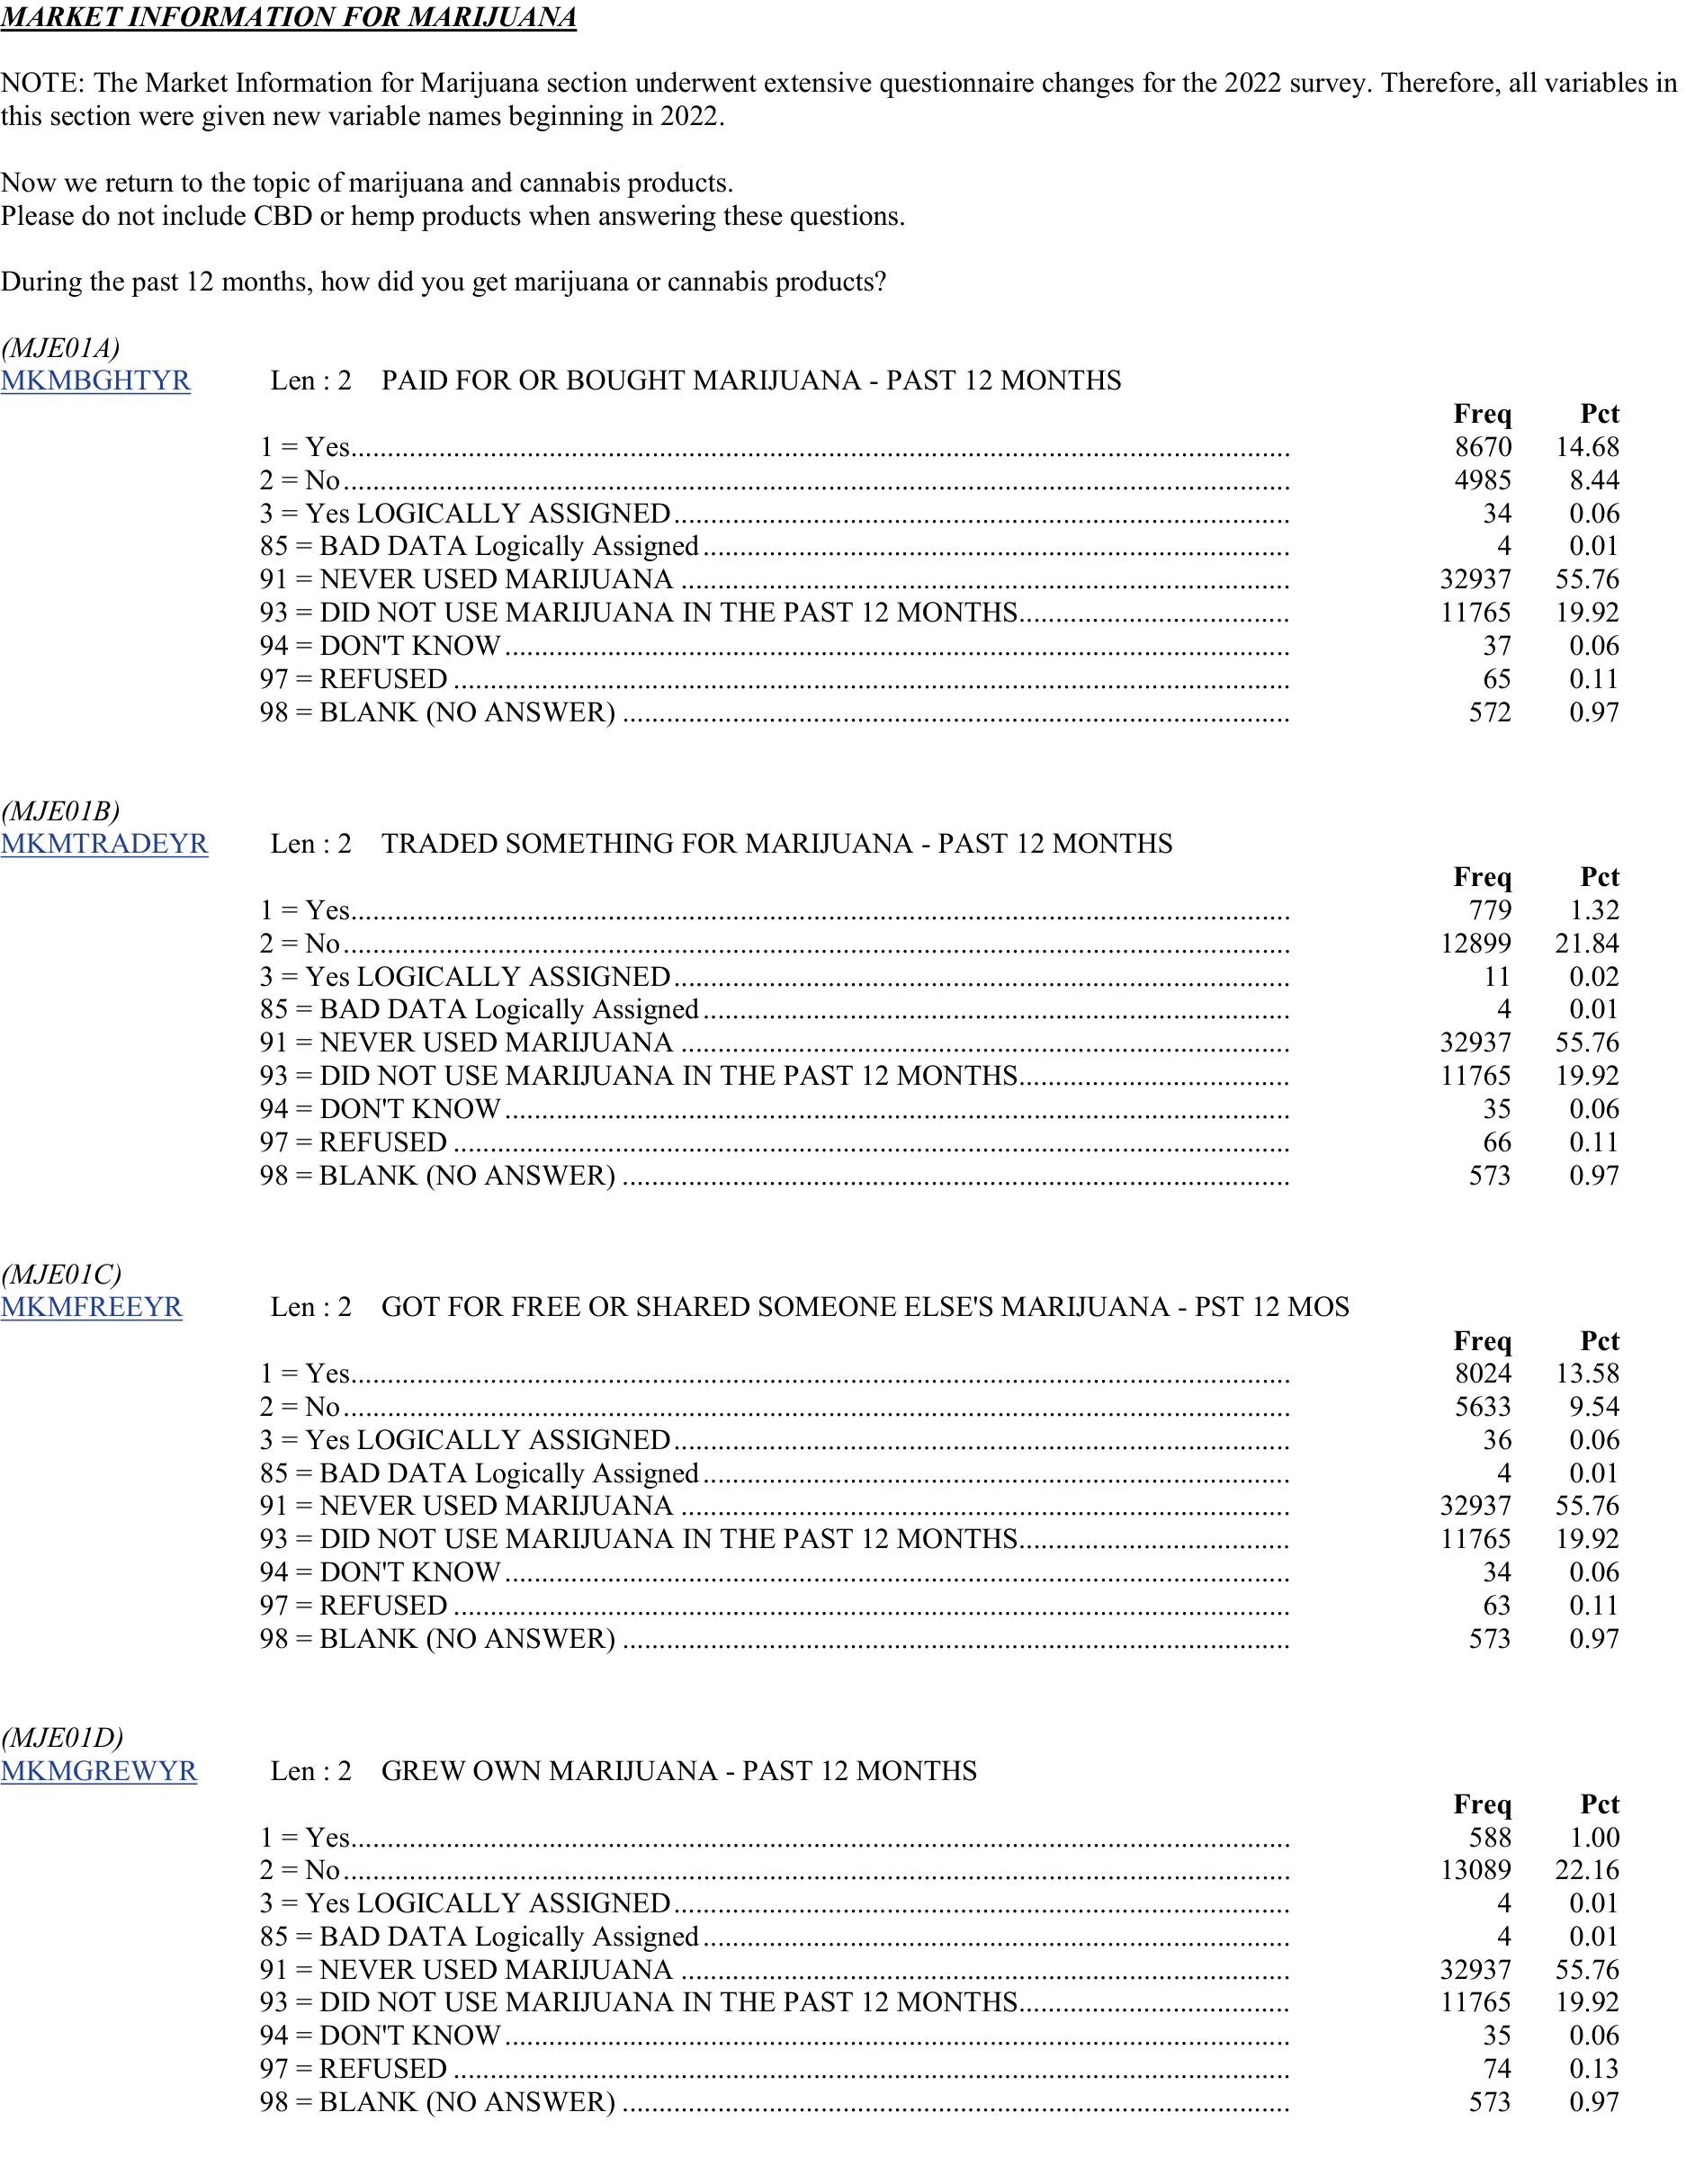 MARKET INFORMATION FOR MARIJUANA
NOTE: The Market Information for Marijuana section underwent extensive questionnaire changes for the 2022 survey. Therefore, all variables in
this section were given new variable names beginning in 2022.
Now we return to the topic of marijuana and cannabis products.
Please do not include CBD or hemp products when answering these questions.
During the past 12 months, how did you get marijuana or cannabis products?
(MJE01A)
MKMBGHTYR Len : 2 PAID FOR OR BOUGHT MARIJUANA - PAST 12 MONTHS
Freq Pct
1 = Yes.......... 8670 14.68
2 = No.......... 4985 8.44
3 = Yes LOGICALLY ASSIGNED.......... 34 0.06
85 = BAD DATA Logically Assigned.......... 4 0.01
91 = NEVER USED MARIJUANA .......... 32937 55.76
93 = DID NOT USE MARIJUANA IN THE PAST 12 MONTHS.......... 11765 19.92
94 = DON'T KNOW.......... 37 0.06
97 = REFUSED .......... 65 0.11
98 = BLANK (NO ANSWER) .......... 572 0.97
(MJE01B)
MKMTRADEYR Len : 2 TRADED SOMETHING FOR MARIJUANA - PAST 12 MONTHS
Freq Pct
1 = Yes.......... 779 1.32
2 = No.......... 12899 21.84
3 = Yes LOGICALLY ASSIGNED.......... 11 0.02
85 = BAD DATA Logically Assigned.......... 4 0.01
91 = NEVER USED MARIJUANA .......... 32937 55.76
93 = DID NOT USE MARIJUANA IN THE PAST 12 MONTHS.......... 11765 19.92
94 = DON'T KNOW.......... 35 0.06
97 = REFUSED .......... 66 0.11
98 = BLANK (NO ANSWER) .......... 573 0.97
(MJE01C)
MKMFREEYR Len : 2 GOT FOR FREE OR SHARED SOMEONE ELSE'S MARIJUANA - PST 12 MOS
Freq Pct
1 = Yes.......... 8024 13.58
2 = No.......... 5633 9.54
3 = Yes LOGICALLY ASSIGNED.......... 36 0.06
85 = BAD DATA Logically Assigned.......... 4 0.01
91 = NEVER USED MARIJUANA .......... 32937 55.76
93 = DID NOT USE MARIJUANA IN THE PAST 12 MONTHS.......... 11765 19.92
94 = DON'T KNOW.......... 34 0.06
97 = REFUSED .......... 63 0.11
98 = BLANK (NO ANSWER) .......... 573 0.97
(MJE01D)
MKMGREWYR Len : 2 GREW OWN MARIJUANA - PAST 12 MONTHS
Freq Pct
1 = Yes.......... 588 1.00
2 = No.......... 13089 22.16
3 = Yes LOGICALLY ASSIGNED.......... 4 0.01
85 = BAD DATA Logically Assigned.......... 4 0.01
91 = NEVER USED MARIJUANA .......... 32937 55.76
93 = DID NOT USE MARIJUANA IN THE PAST 12 MONTHS.......... 11765 19.92
94 = DON'T KNOW.......... 35 0.06
97 = REFUSED .......... 74 0.13
98 = BLANK (NO ANSWER) .......... 573 0.97